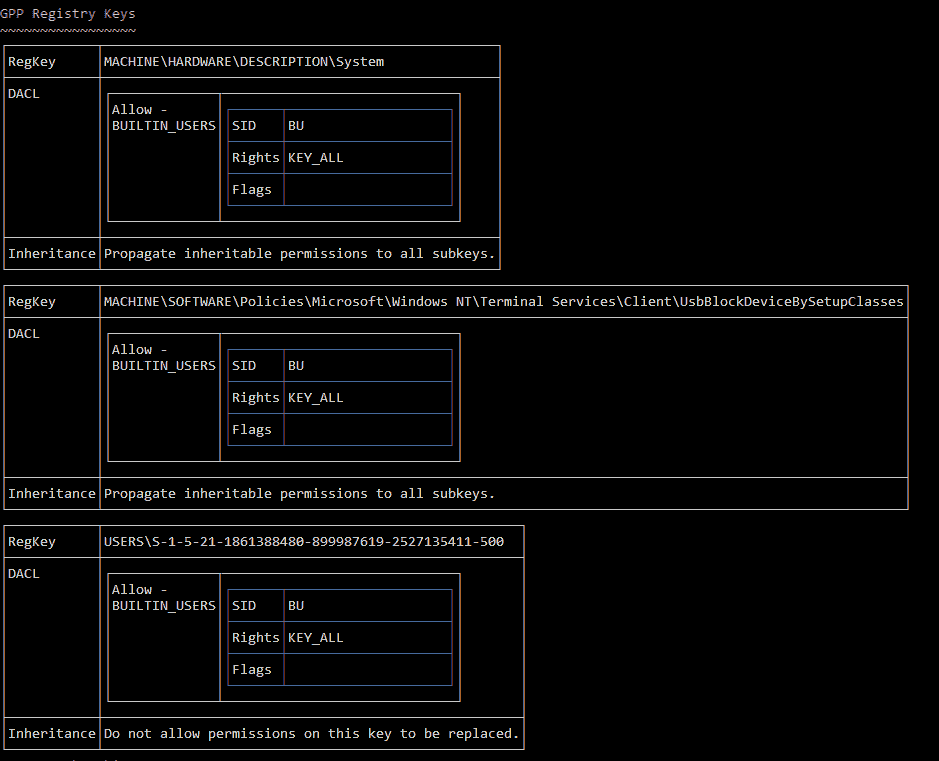 GPP Registry Keys
~~~~~~~~~~~~~~~~~
RegKey MACHINE\HARDWARE\DESCRIPTION\System
DACL
Allow -
BUILTIN_USERS SID BU
Rights KEY_ALL
Flags
Inheritance Propagate inheritable permissions to all subkeys.
RegKey MACHINE\SOFTWARE\Policies\Microsoft\Windows NT\Terminal Services\Client\UsbBlockDeviceBySetupClasses
DACL
Allow -
BUILTIN_USERS SID BU
Rights KEY_ALL
Flags
Inheritance Propagate inheritable permissions to all subkeys.
RegKey USERS\S-1-5-21-1861388480-899987619-2527135411-500
DACL
Allow -
BUILTIN_USERS SID BU
Rights KEY_ALL
Flags
Inheritance Do not allow permissions on this key to be replaced.